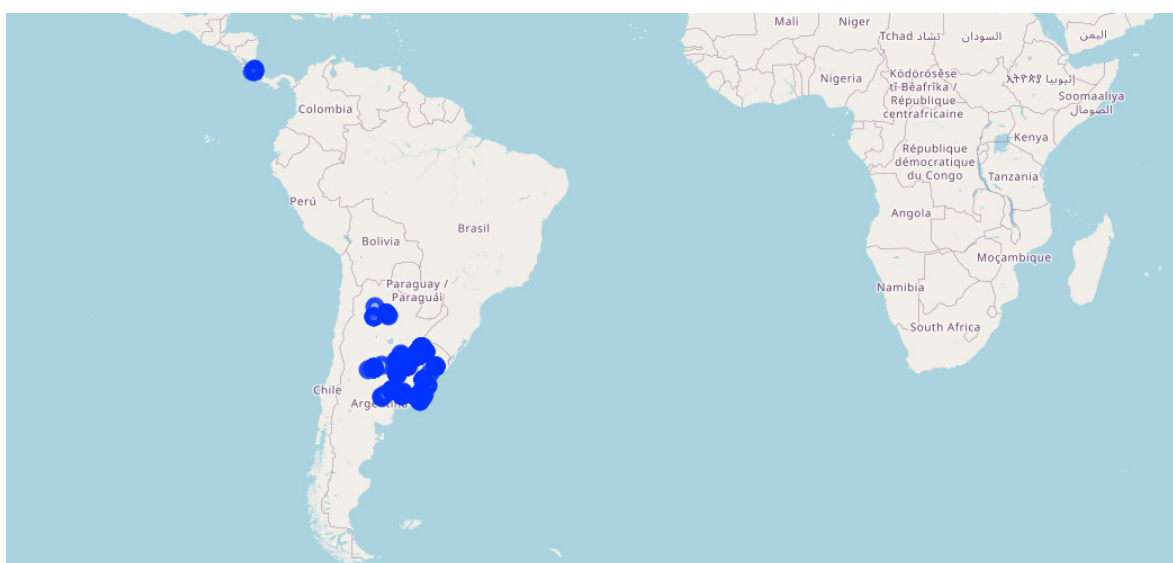 Mali
Niger
Tchad تشاد
السودان
اليمن
Nigeria
Ködörösêse
tî Bêafrîka /
République
centrafricaine
ኢትዮጵያ إثيوبيا
Soomaaliya
الصومال
Colombia
Kenya
République
démocratique
du Congo
Tanzania
Perú
Angola
Brasil
Bolivia
Moçambique
Paraguay /
Paraguái
Namibia
South Africa
Chile